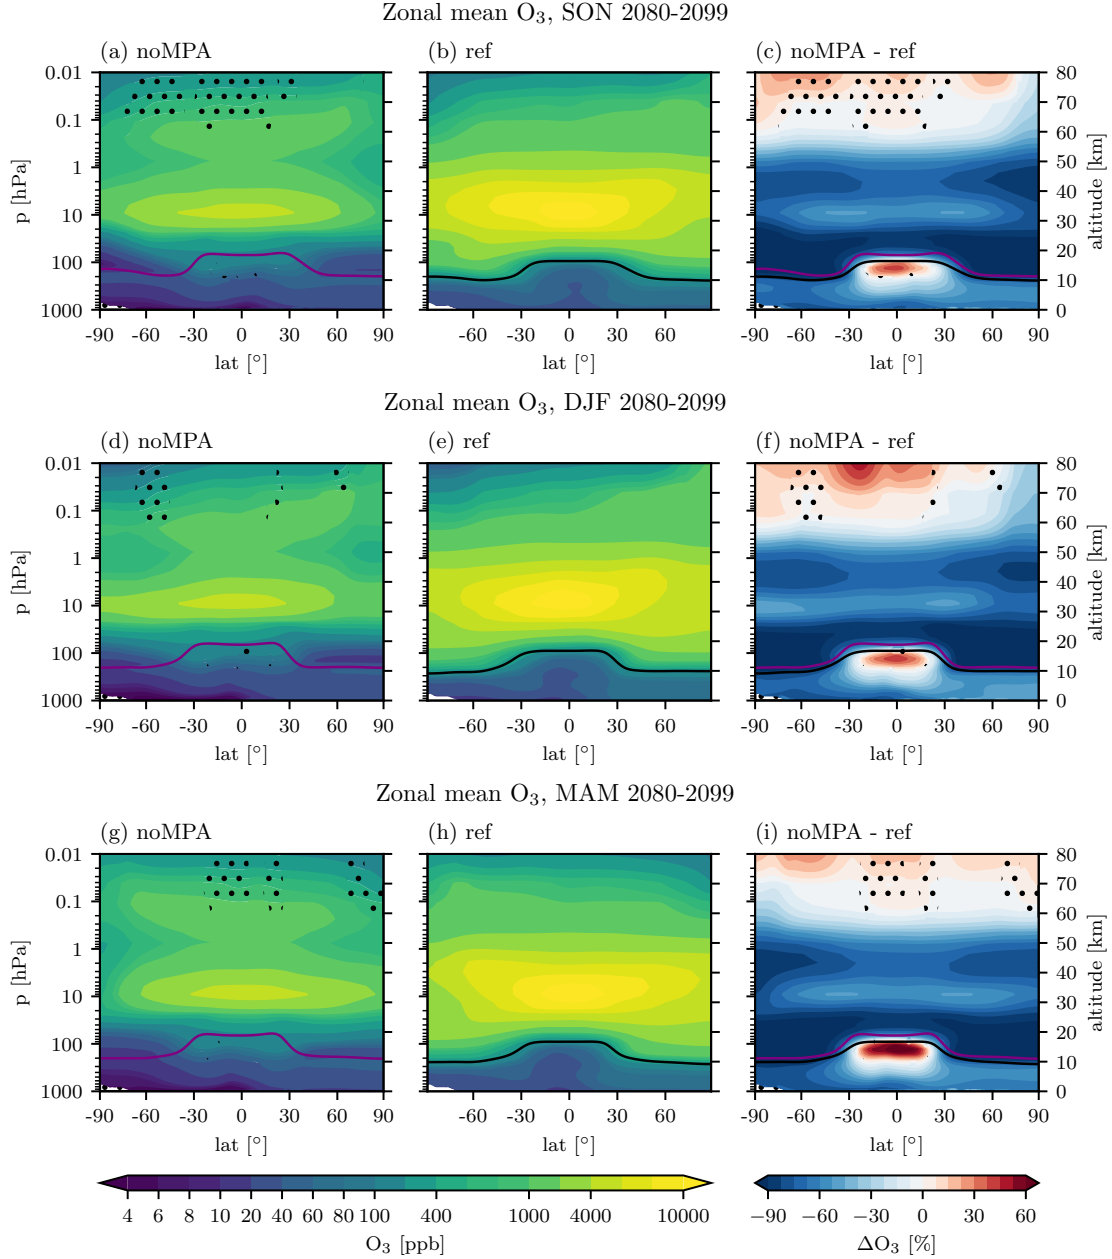 Zonal mean O₃, SON 2080-2099
(a) noMPA (b) ref (c) noMPA - ref
0.01 80
70
0.1 60
1 50
40
10 30
20
100 10
1000 0
p [hPa] altitude [km]
-90 -60 -30 0 30 60 90 -60 -30 0 30 60 -90 -60 -30 0 30 60 90
lat [°] lat [°] lat [°]
Zonal mean O₃, DJF 2080-2099
(d) noMPA (e) ref (f) noMPA - ref
0.01 80
70
0.1 60
1 50
40
10 30
20
100 10
1000 0
p [hPa] altitude [km]
-90 -60 -30 0 30 60 90 -60 -30 0 30 60 -90 -60 -30 0 30 60 90
lat [°] lat [°] lat [°]
Zonal mean O₃, MAM 2080-2099
(g) noMPA (h) ref (i) noMPA - ref
0.01 80
70
0.1 60
1 50
40
10 30
20
100 10
1000 0
p [hPa] altitude [km]
-90 -60 -30 0 30 60 90 -60 -30 0 30 60 -90 -60 -30 0 30 60 90
lat [°] lat [°] lat [°]
4 6 8 10 20 40 60 80 100 400 1000 4000 10000 −90 −60 −30 0 30 60
O₃ [ppb] ΔO₃ [%]